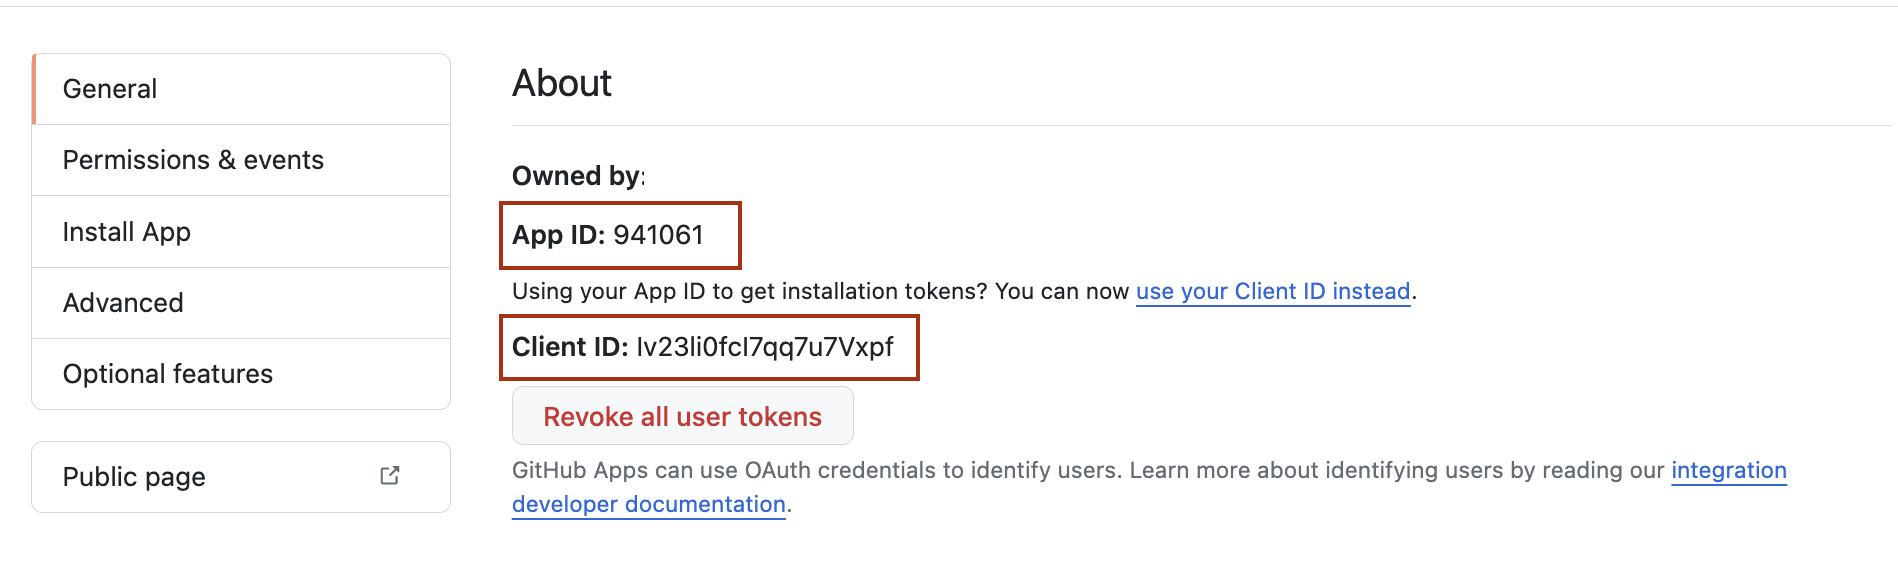 General
Permissions & events
Install App
Advanced
Optional features
Public page
About
Owned by:
App ID: 941061
Using your App ID to get installation tokens? You can now use your Client ID instead.
Client ID: Iv23li0fcI7qq7u7Vxpf
Revoke all user tokens
GitHub Apps can use OAuth credentials to identify users. Learn more about identifying users by reading our integration
developer documentation.